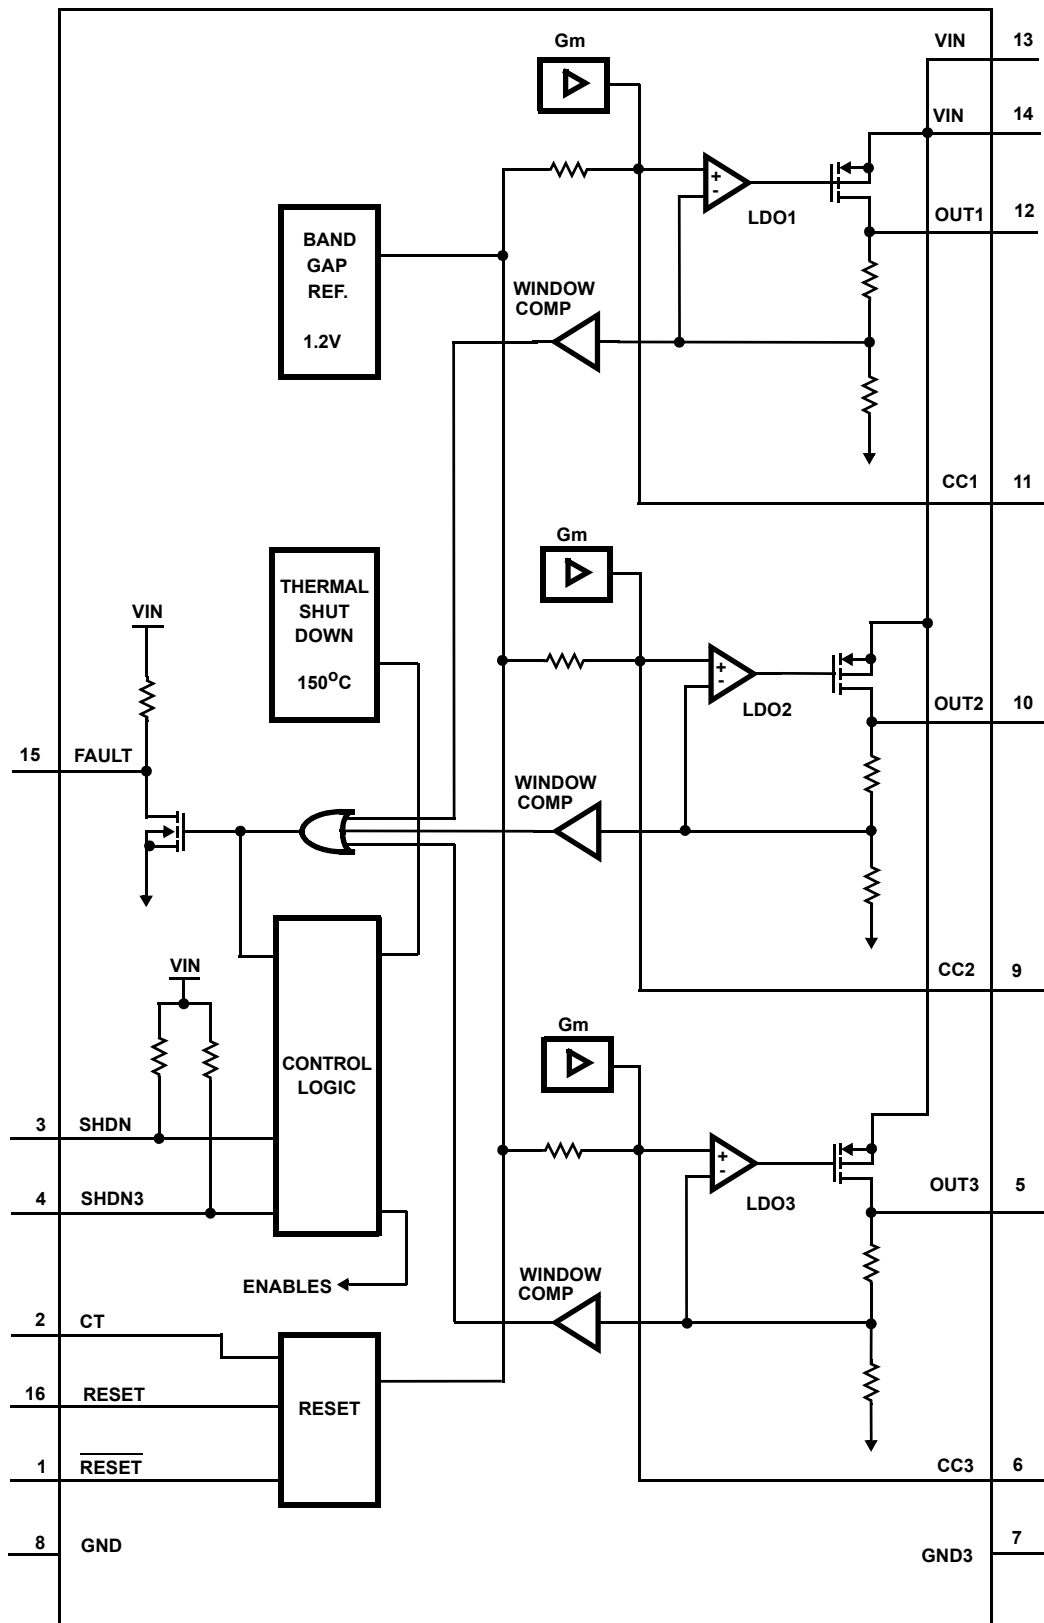 Gm
VIN 13
VIN 14
+
-
LDO1
OUT1 12
BAND
GAP
REF.
1.2V
WINDOW
COMP
CC1 11
Gm
THERMAL
SHUT
DOWN
150°C
VIN
+
-
LDO2
OUT2 10
15 FAULT
WINDOW
COMP
VIN
CC2 9
Gm
CONTROL
LOGIC
3 SHDN
4 SHDN3
+
-
LDO3
OUT3 5
ENABLES
WINDOW
COMP
2 CT
16 RESET
RESET
1 RESET
CC3 6
8 GND
GND3 7